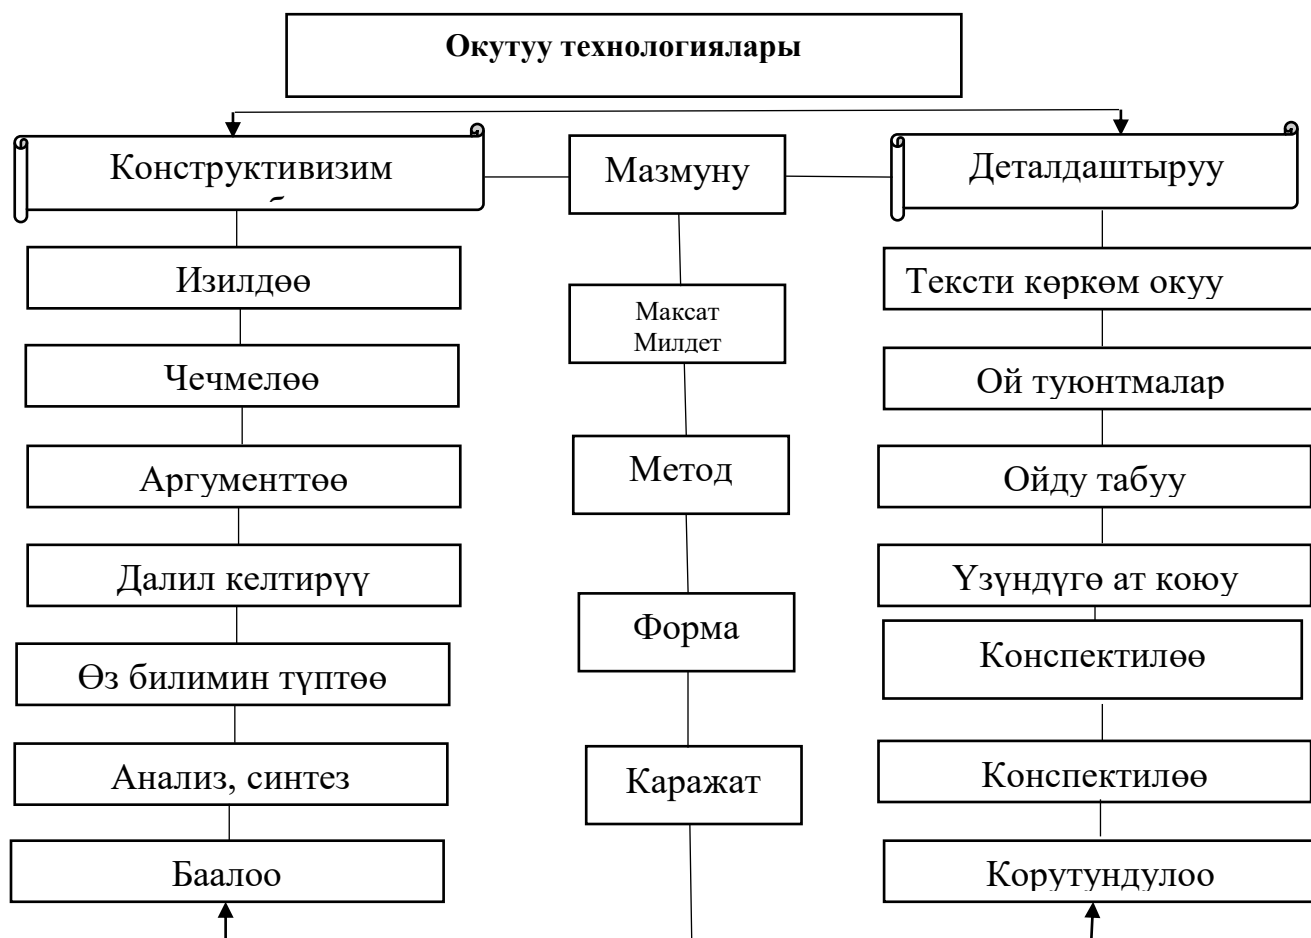 Окутуу технологиялары
Конструктивизим
Мазмуну
Деталдаштыруу
Изилдөө
Чечмелөө
Аргументтөө
Далил келтирүү
Өз билимин түптөө
Анализ, синтез
Баалоо
Максат
Милдет
Метод
Форма
Каражат
Тексти көркөм окуу
Ой туюнтмалар
Ойду табуу
Үзүндүгө ат коюу
Конспектилөө
Конспектилөө
Корутундулоо